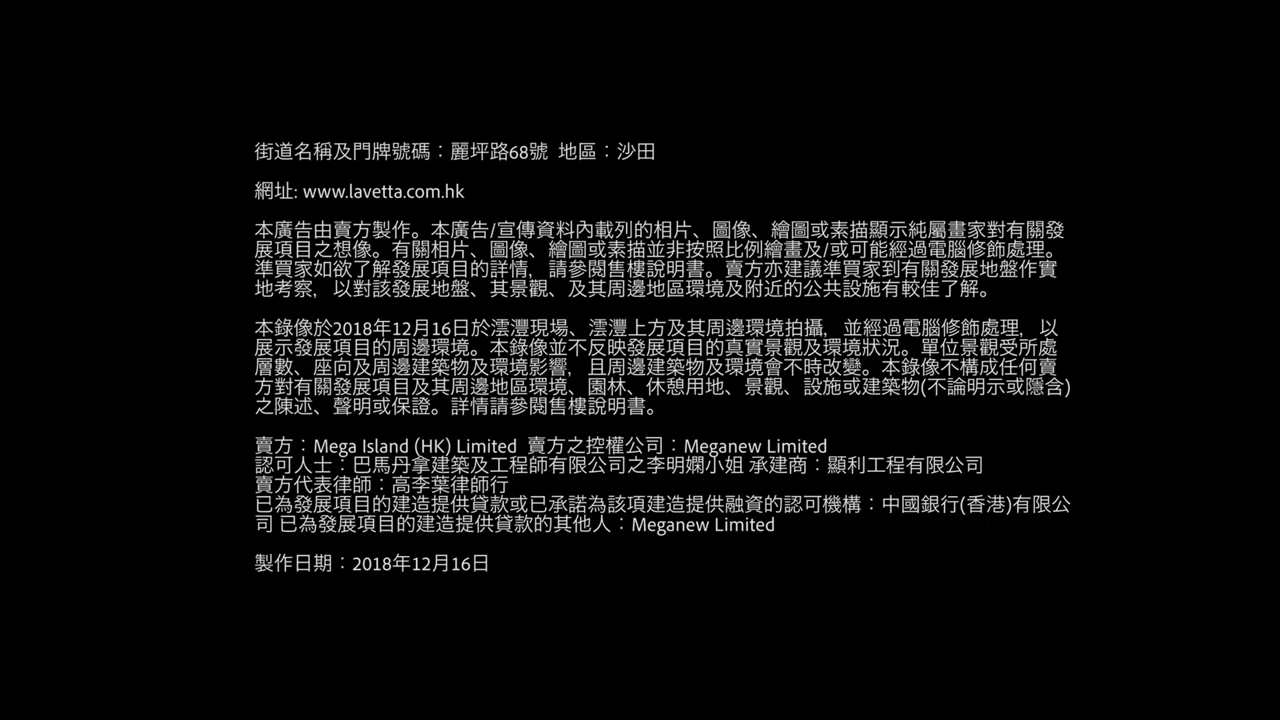 街道名稱及門牌號碼：麗坪路68號 地區：沙田
網址: www.lavetta.com.hk
本廣告由賣方製作。本廣告/宣傳資料內載列的相片、圖像、繪圖或素描顯示純屬畫家對有關發
展項目之想像。有關相片、圖像、繪圖或素描並非按照比例繪畫及/或可能經過電腦修飾處理。
準買家如欲了解發展項目的詳情，請參閱售樓說明書。賣方亦建議準買家到有關發展地盤作實
地考察，以對該發展地盤、其景觀、及其周邊地區環境及附近的公共設施有較佳了解。
本錄像於2018年12月16日於澐灃現場、澐灃上方及其周邊環境拍攝，並經過電腦修飾處理，以
展示發展項目的周邊環境。本錄像並不反映發展項目的真實景觀及環境狀況。單位景觀受所處
層數、座向及周邊建築物及環境影響，且周邊建築物及環境會不時改變。本錄像不構成任何賣
方對有關發展項目及其周邊地區環境、園林、休憩用地、景觀、設施或建築物(不論明示或隱含)
之陳述、聲明或保證。詳情請參閱售樓說明書。
賣方：Mega Island (HK) Limited 賣方之控權公司：Meganew Limited
認可人士：巴馬丹拿建築及工程師有限公司之李明嫻小姐 承建商：顯利工程有限公司
賣方代表律師：高李葉律師行
已為發展項目的建造提供貸款或已承諾為該項建造提供融資的認可機構：中國銀行(香港)有限公
司 已為發展項目的建造提供貸款的其他人：Meganew Limited
製作日期：2018年12月16日